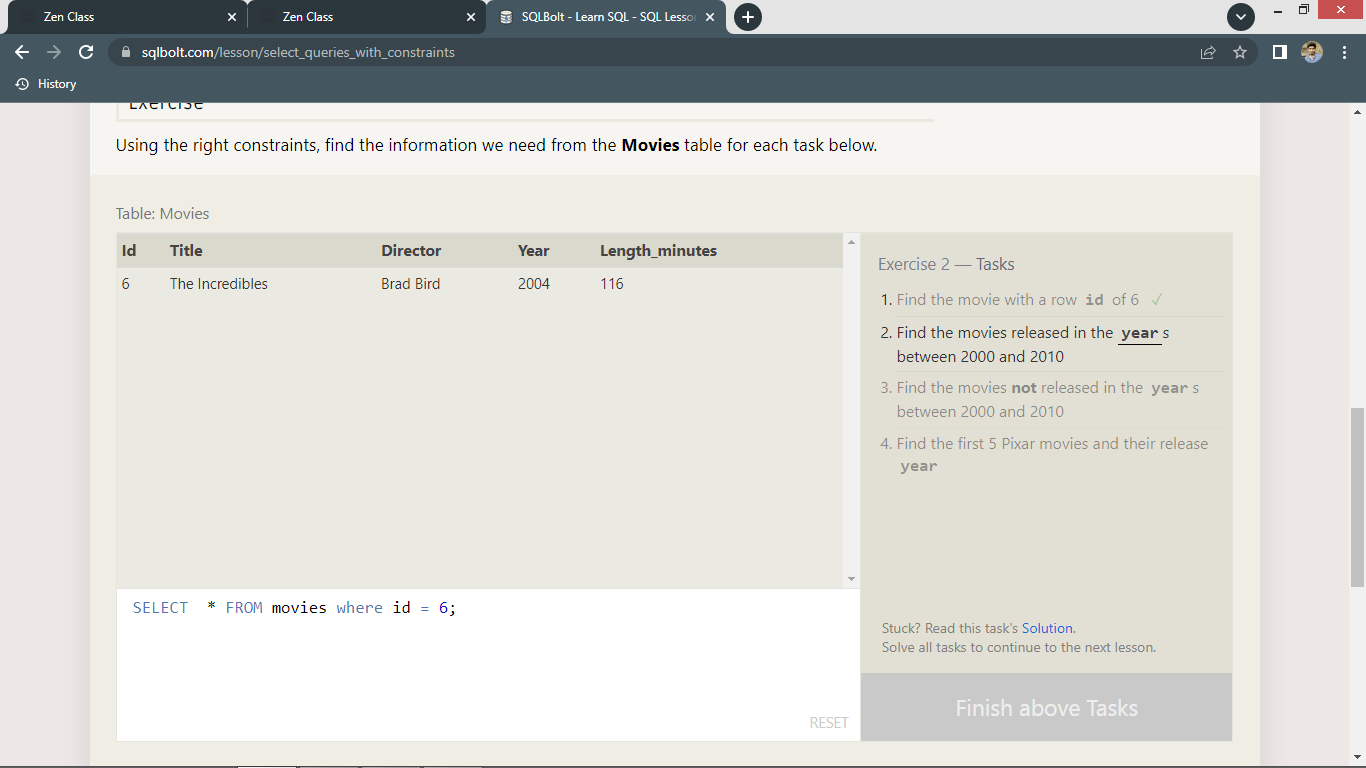 Zen Class
Zen Class
SQLBolt - Learn SQL - SQL Lesso
sqlbolt.com/lesson/select_queries_with_constraints
History
Exercise
Using the right constraints, find the information we need from the Movies table for each task below.
Table: Movies
Id Title Director Year Length_minutes
6 The Incredibles Brad Bird 2004 116
Exercise 2 — Tasks
1. Find the movie with a row id of 6 ✓
2. Find the movies released in the year s
between 2000 and 2010
3. Find the movies not released in the year s
between 2000 and 2010
4. Find the first 5 Pixar movies and their release
year
SELECT * FROM movies where id = 6;
RESET
Stuck? Read this task's Solution.
Solve all tasks to continue to the next lesson.
Finish above Tasks